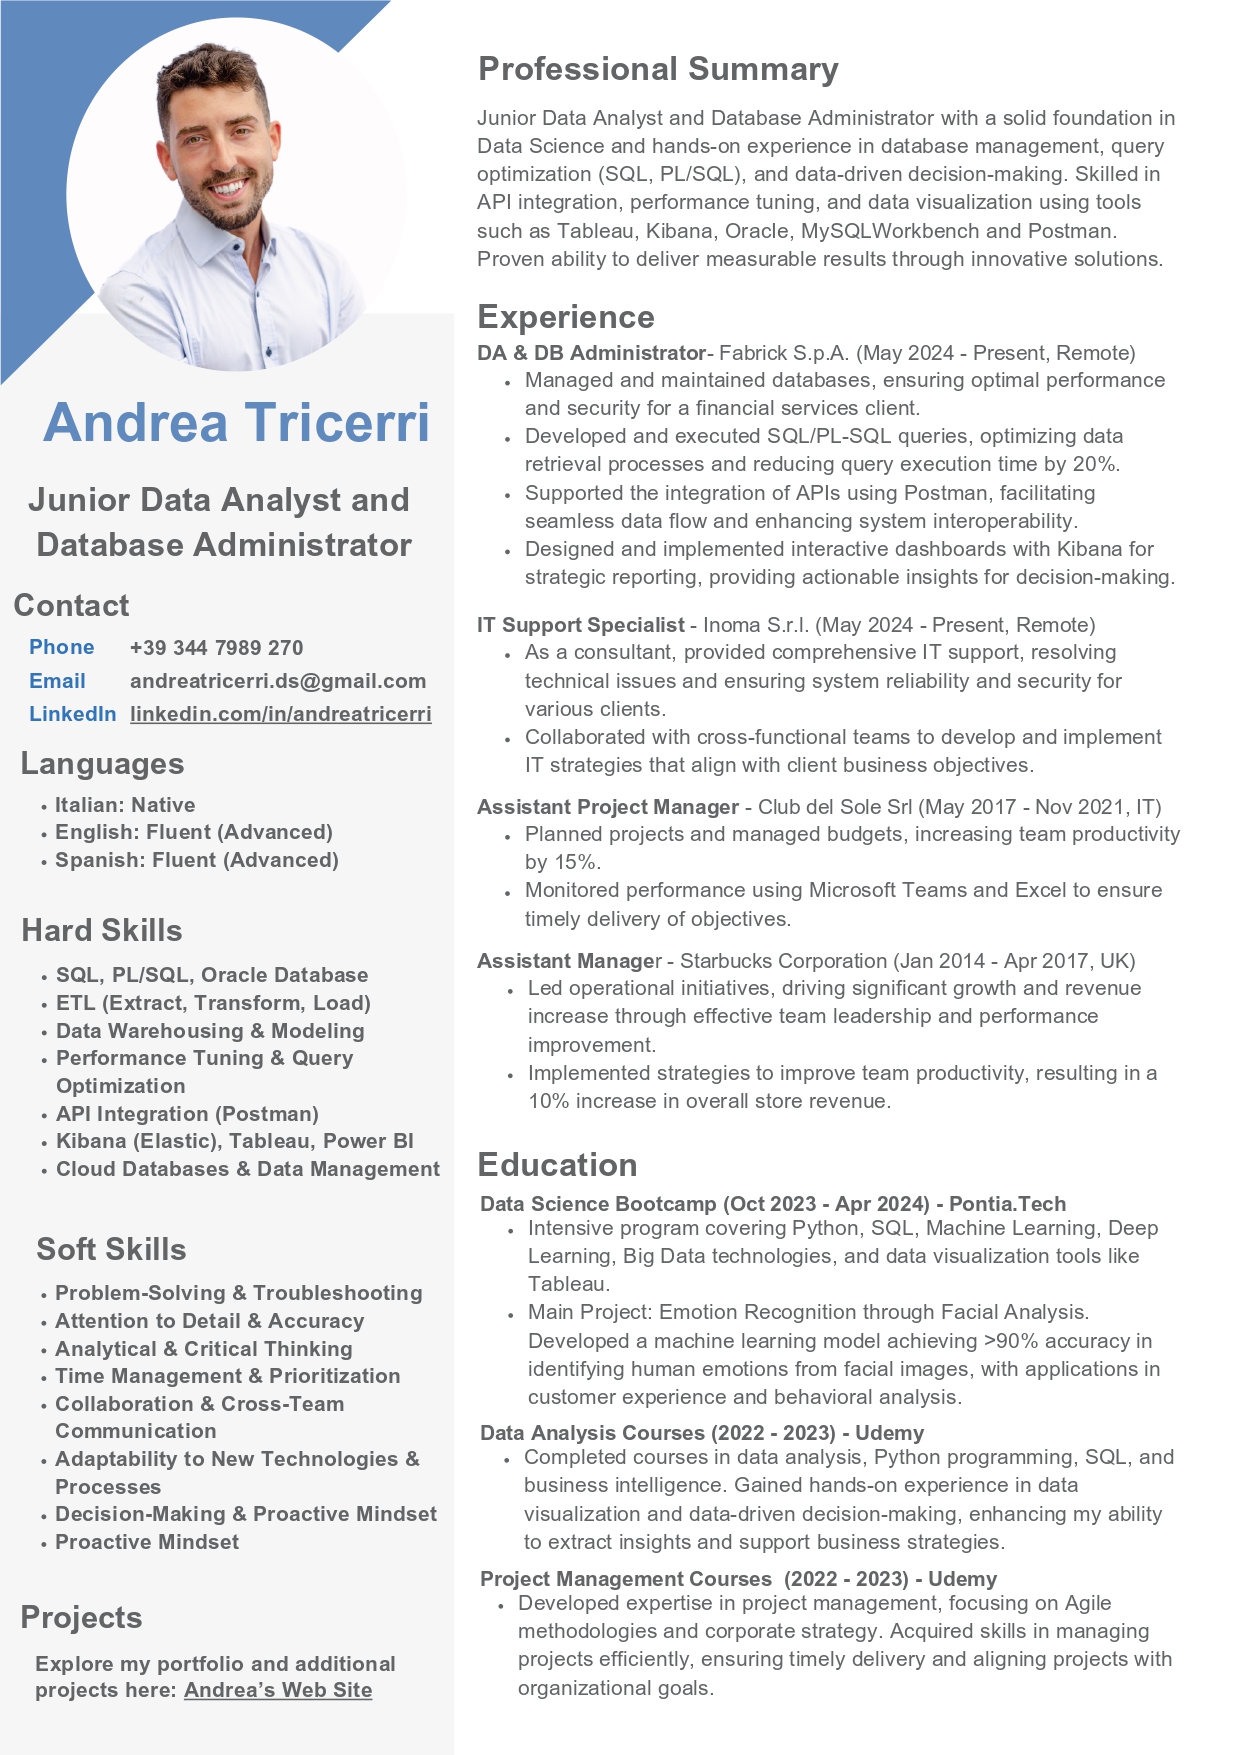 Andrea Tricerri
Junior Data Analyst and
Database Administrator
Contact
Phone +39 344 7989 270
Email andreatricerri.ds@gmail.com
LinkedIn linkedin.com/in/andreatricerri
Languages
• Italian: Native
• English: Fluent (Advanced)
• Spanish: Fluent (Advanced)
Hard Skills
• SQL, PL/SQL, Oracle Database
• ETL (Extract, Transform, Load)
• Data Warehousing & Modeling
• Performance Tuning & Query
Optimization
• API Integration (Postman)
• Kibana (Elastic), Tableau, Power BI
• Cloud Databases & Data Management
Soft Skills
• Problem-Solving & Troubleshooting
• Attention to Detail & Accuracy
• Analytical & Critical Thinking
• Time Management & Prioritization
• Collaboration & Cross-Team
Communication
• Adaptability to New Technologies &
Processes
• Decision-Making & Proactive Mindset
• Proactive Mindset
Projects
Explore my portfolio and additional
projects here: Andrea's Web Site
Professional Summary
Junior Data Analyst and Database Administrator with a solid foundation in
Data Science and hands-on experience in database management, query
optimization (SQL, PL/SQL), and data-driven decision-making. Skilled in
API integration, performance tuning, and data visualization using tools
such as Tableau, Kibana, Oracle, MySQLWorkbench and Postman.
Proven ability to deliver measurable results through innovative solutions.
Experience
DA & DB Administrator- Fabrick S.p.A. (May 2024 - Present, Remote)
• Managed and maintained databases, ensuring optimal performance
and security for a financial services client.
• Developed and executed SQL/PL-SQL queries, optimizing data
retrieval processes and reducing query execution time by 20%.
• Supported the integration of APIs using Postman, facilitating
seamless data flow and enhancing system interoperability.
• Designed and implemented interactive dashboards with Kibana for
strategic reporting, providing actionable insights for decision-making.
IT Support Specialist - Inoma S.r.l. (May 2024 - Present, Remote)
• As a consultant, provided comprehensive IT support, resolving
technical issues and ensuring system reliability and security for
various clients.
• Collaborated with cross-functional teams to develop and implement
IT strategies that align with client business objectives.
Assistant Project Manager - Club del Sole Srl (May 2017 - Nov 2021, IT)
• Planned projects and managed budgets, increasing team productivity
by 15%.
• Monitored performance using Microsoft Teams and Excel to ensure
timely delivery of objectives.
Assistant Manager - Starbucks Corporation (Jan 2014 - Apr 2017, UK)
• Led operational initiatives, driving significant growth and revenue
increase through effective team leadership and performance
improvement.
• Implemented strategies to improve team productivity, resulting in a
10% increase in overall store revenue.
Education
Data Science Bootcamp (Oct 2023 - Apr 2024) - Pontia.Tech
• Intensive program covering Python, SQL, Machine Learning, Deep
Learning, Big Data technologies, and data visualization tools like
Tableau.
• Main Project: Emotion Recognition through Facial Analysis.
Developed a machine learning model achieving >90% accuracy in
identifying human emotions from facial images, with applications in
customer experience and behavioral analysis.
Data Analysis Courses (2022 - 2023) - Udemy
• Completed courses in data analysis, Python programming, SQL, and
business intelligence. Gained hands-on experience in data
visualization and data-driven decision-making, enhancing my ability
to extract insights and support business strategies.
Project Management Courses (2022 - 2023) - Udemy
• Developed expertise in project management, focusing on Agile
methodologies and corporate strategy. Acquired skills in managing
projects efficiently, ensuring timely delivery and aligning projects with
organizational goals.